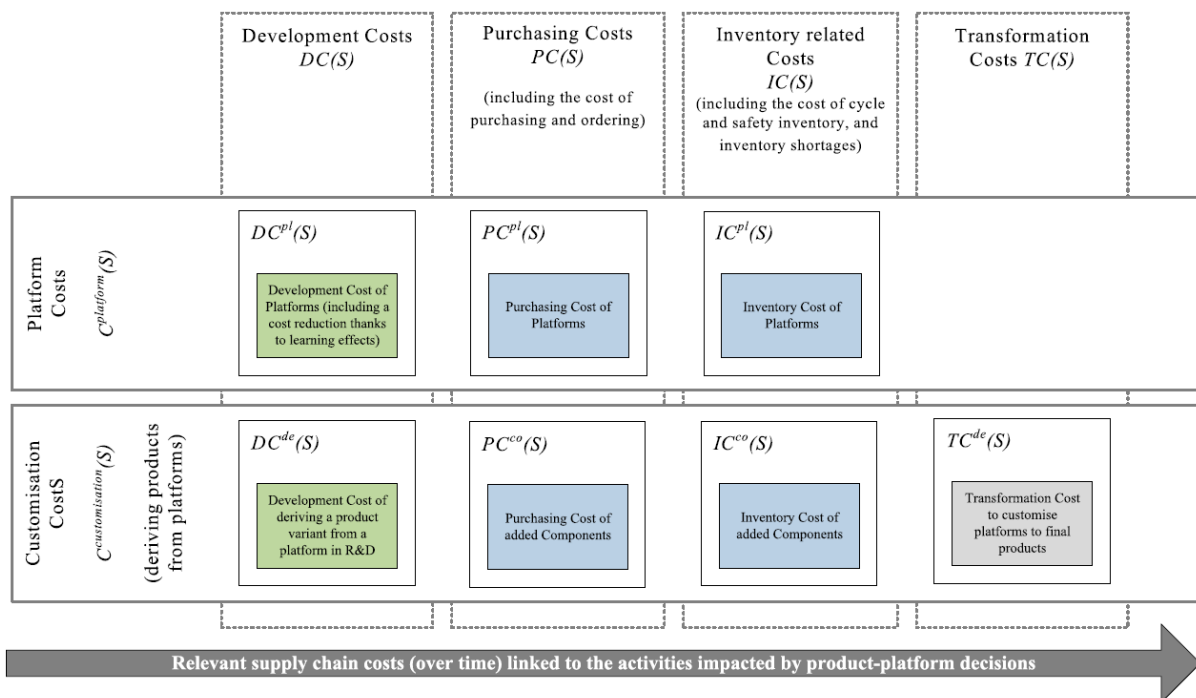 Development Costs
DC(S)
Purchasing Costs
PC(S)
(including the cost of
purchasing and ordering)
Inventory related
Costs
IC(S)
(including the cost of cycle
and safety inventory, and
inventory shortages)
Transformation
Costs TC(S)
Platform
Costs
C^platform(S)
DC^pl(S)
Development Cost of
Platforms (including a
cost reduction thanks
to learning effects)
PC^pl(S)
Purchasing Cost of
Platforms
IC^pl(S)
Inventory Cost of
Platforms
Customisation
CostS
C^customisation(S)
(deriving products
from platforms)
DC^de(S)
Development Cost of
deriving a product
variant from a
platform in R&D
PC^co(S)
Purchasing Cost of
added Components
IC^co(S)
Inventory Cost of
added Components
TC^de(S)
Transformation Cost
to customise
platforms to final
products
Relevant supply chain costs (over time) linked to the activities impacted by product-platform decisions